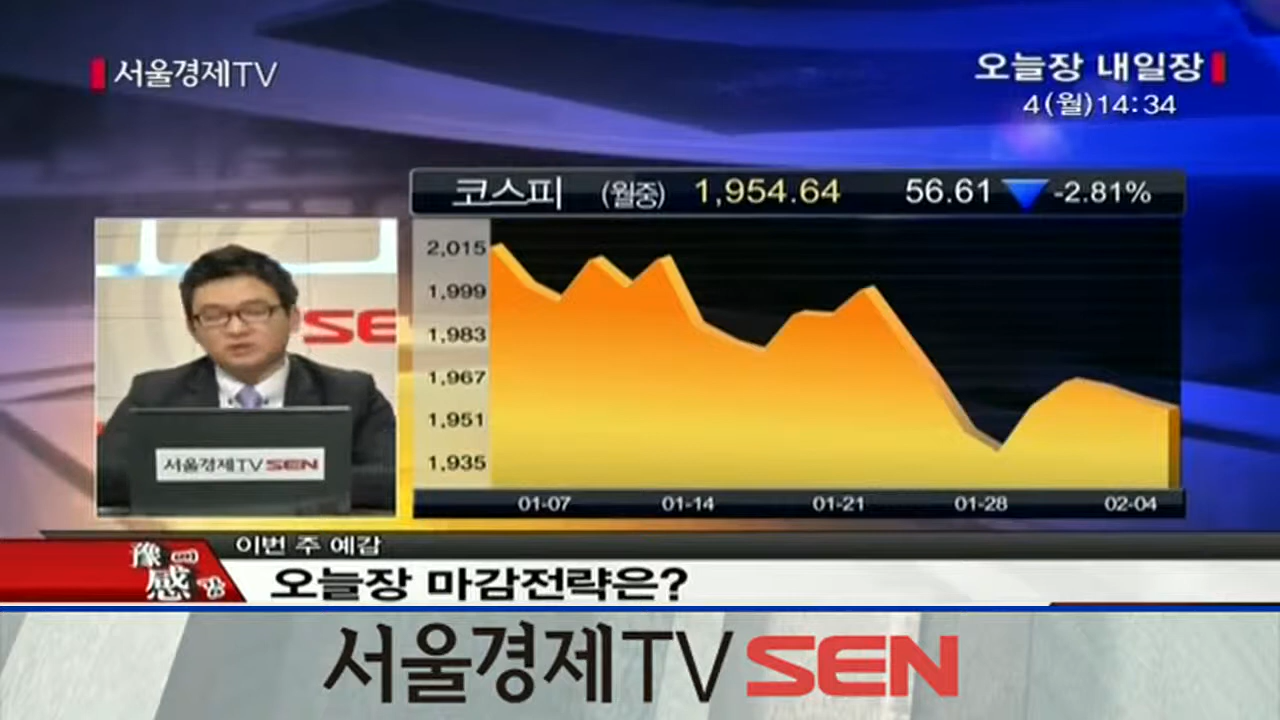 서울경제TV
오늘장 내일장
4(월)14:34
코스피 (월중) 1,954.64 56.61 ▼ -2.81%
2,015
1,999
1,983
1,967
1,951
1,935
01-07 01-14 01-21 01-28 02-04
SE
서울경제TV SEN
이번 주 예감
豫
感
오늘장 마감전략은?
서울경제TV SEN